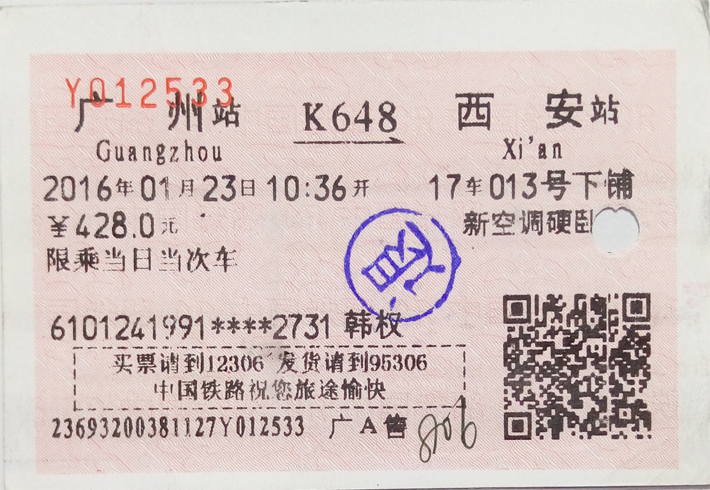 Y012533
广州站 K648 西安站
Guangzhou Xi'an
2016年01月23日10:36开 17车013号下铺
¥428.0元 新空调硬卧
限乘当日当次车
6101241991****2731 韩权
买票请到12306 发货请到95306
中国铁路祝您旅途愉快
23693200381127Y012533 广A售
806